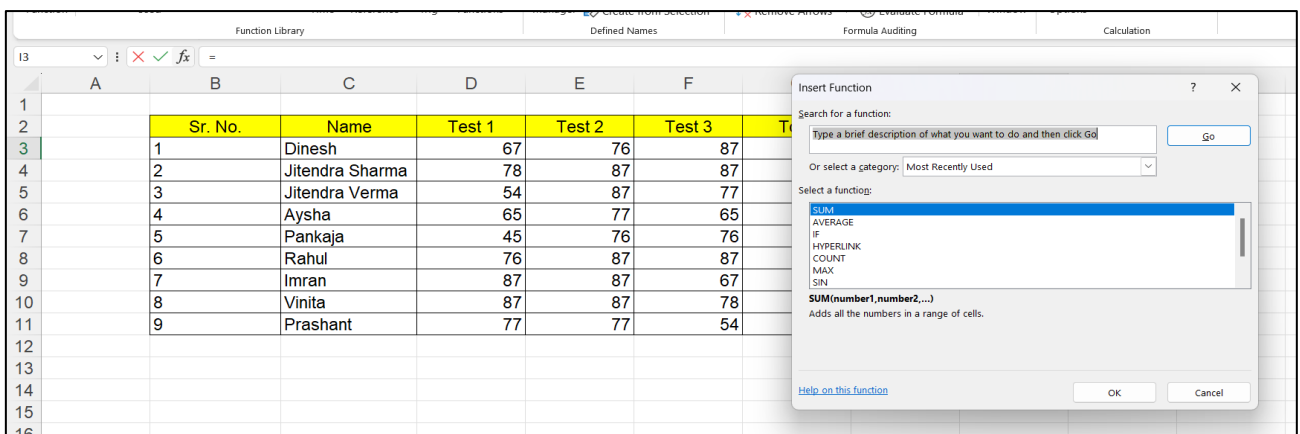 Function Library Defined Names Formula Auditing Calculation
I3 fx =
A B C D E F
1
2 Sr. No. Name Test 1 Test 2 Test 3
3 1 Dinesh 67 76 87
4 2 Jitendra Sharma 78 87 87
5 3 Jitendra Verma 54 87 77
6 4 Aysha 65 77 65
7 5 Pankaja 45 76 76
8 6 Rahul 76 87 87
9 7 Imran 87 87 67
10 8 Vinita 87 87 78
11 9 Prashant 77 77 54
12
13
14
15
Insert Function ? X
Search for a function:
Type a brief description of what you want to do and then click Go
Go
Or select a category: Most Recently Used
Select a function:
SUM
AVERAGE
IF
HYPERLINK
COUNT
MAX
SIN
SUM(number1,number2,...)
Adds all the numbers in a range of cells.
Help on this function OK Cancel